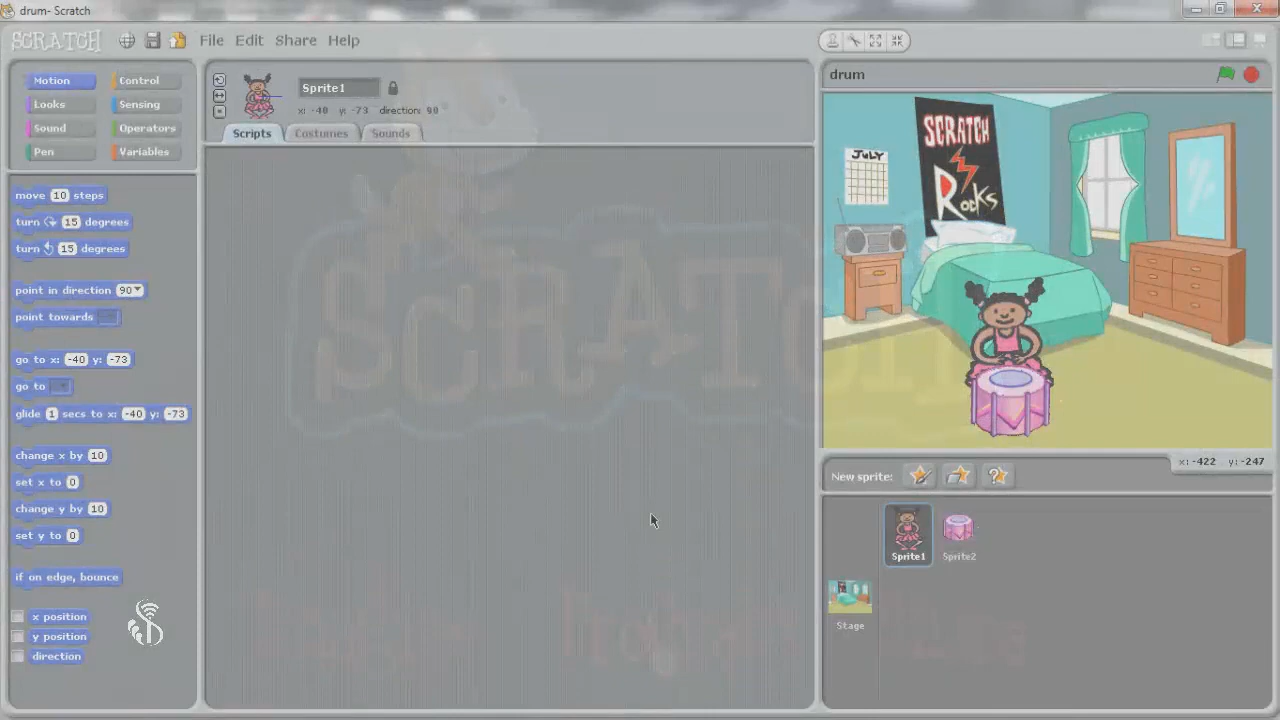 drum- Scratch
SCRATCH File Edit Share Help
Motion Control
Looks Sensing
Sound Operators
Pen Variables
Sprite1
x: -40 y: -73 direction: 90
Scripts Costumes Sounds
move 10 steps
turn 15 degrees
turn 15 degrees
point in direction 90
point towards
go to x: -40 y: -73
go to
glide 1 secs to x: -40 y: -73
change x by 10
set x to 0
change y by 10
set y to 0
if on edge, bounce
x position
y position
direction
SCRATCH
drum
JULY
SCRATCH
Rocks
x: -422 y: -247
New sprite:
Sprite1 Sprite2
Stage